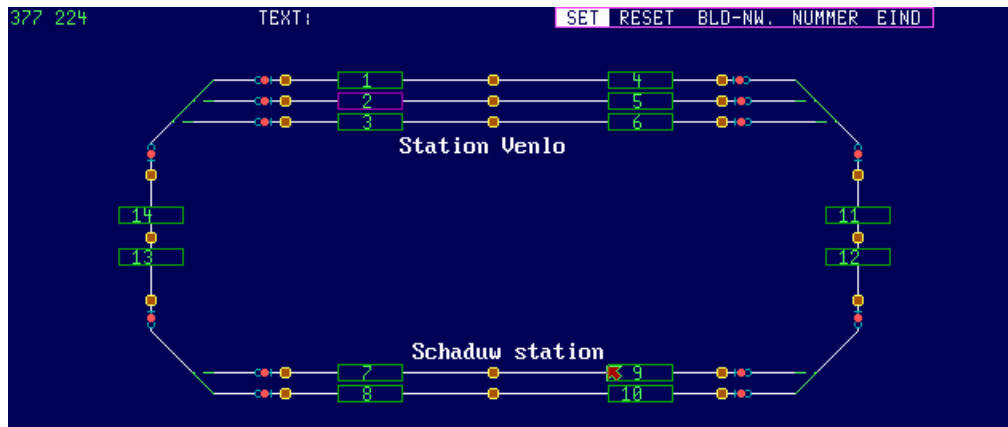 377 224 TEXT: SET RESET BLD-NW. NUMMER EIND
1 4
2 5
3 6
Station Venlo
14 11
13 12
Schaduw station
7 9
8 10